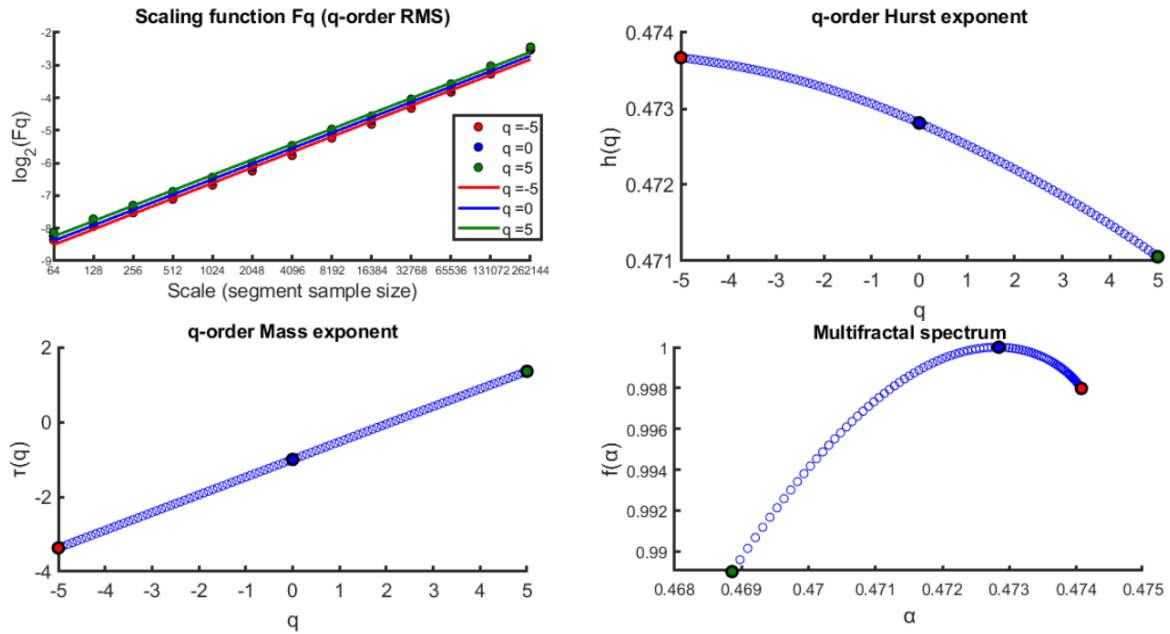 Scaling function Fq (q-order RMS)
-2
-3
-4
-5
-6
-7
-8
-9
log2(Fq)
64 128 256 512 1024 2048 4096 8192 16384 32768 65536 131072 262144
Scale (segment sample size)
q =-5
q =0
q =5
q =-5
q =0
q =5
q-order Hurst exponent
0.474
0.473
0.472
0.471
h(q)
-5 -4 -3 -2 -1 0 1 2 3 4 5
q
q-order Mass exponent
2
0
-2
-4
τ(q)
-5 -4 -3 -2 -1 0 1 2 3 4 5
q
Multifractal spectrum
1
0.998
0.996
0.994
0.992
0.99
f(α)
0.468 0.469 0.47 0.471 0.472 0.473 0.474 0.475
α